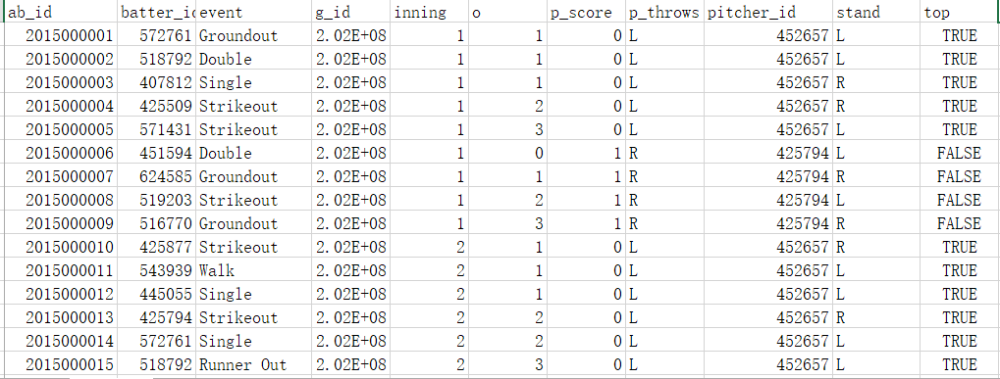 ab_id batter_i event g_id inning o p_score p_throws pitcher_id stand top
2015000001 572761 Groundout 2.02E+08 1 1 0 L 452657 L TRUE
2015000002 518792 Double 2.02E+08 1 1 0 L 452657 L TRUE
2015000003 407812 Single 2.02E+08 1 1 0 L 452657 R TRUE
2015000004 425509 Strikeout 2.02E+08 1 2 0 L 452657 R TRUE
2015000005 571431 Strikeout 2.02E+08 1 3 0 L 452657 L TRUE
2015000006 451594 Double 2.02E+08 1 0 1 R 425794 L FALSE
2015000007 624585 Groundout 2.02E+08 1 1 1 R 425794 R FALSE
2015000008 519203 Strikeout 2.02E+08 1 2 1 R 425794 L FALSE
2015000009 516770 Groundout 2.02E+08 1 3 1 R 425794 R FALSE
2015000010 425877 Strikeout 2.02E+08 2 1 0 L 452657 R TRUE
2015000011 543939 Walk 2.02E+08 2 1 0 L 452657 L TRUE
2015000012 445055 Single 2.02E+08 2 1 0 L 452657 L TRUE
2015000013 425794 Strikeout 2.02E+08 2 2 0 L 452657 R TRUE
2015000014 572761 Single 2.02E+08 2 2 0 L 452657 L TRUE
2015000015 518792 Runner Out 2.02E+08 2 3 0 L 452657 L TRUE